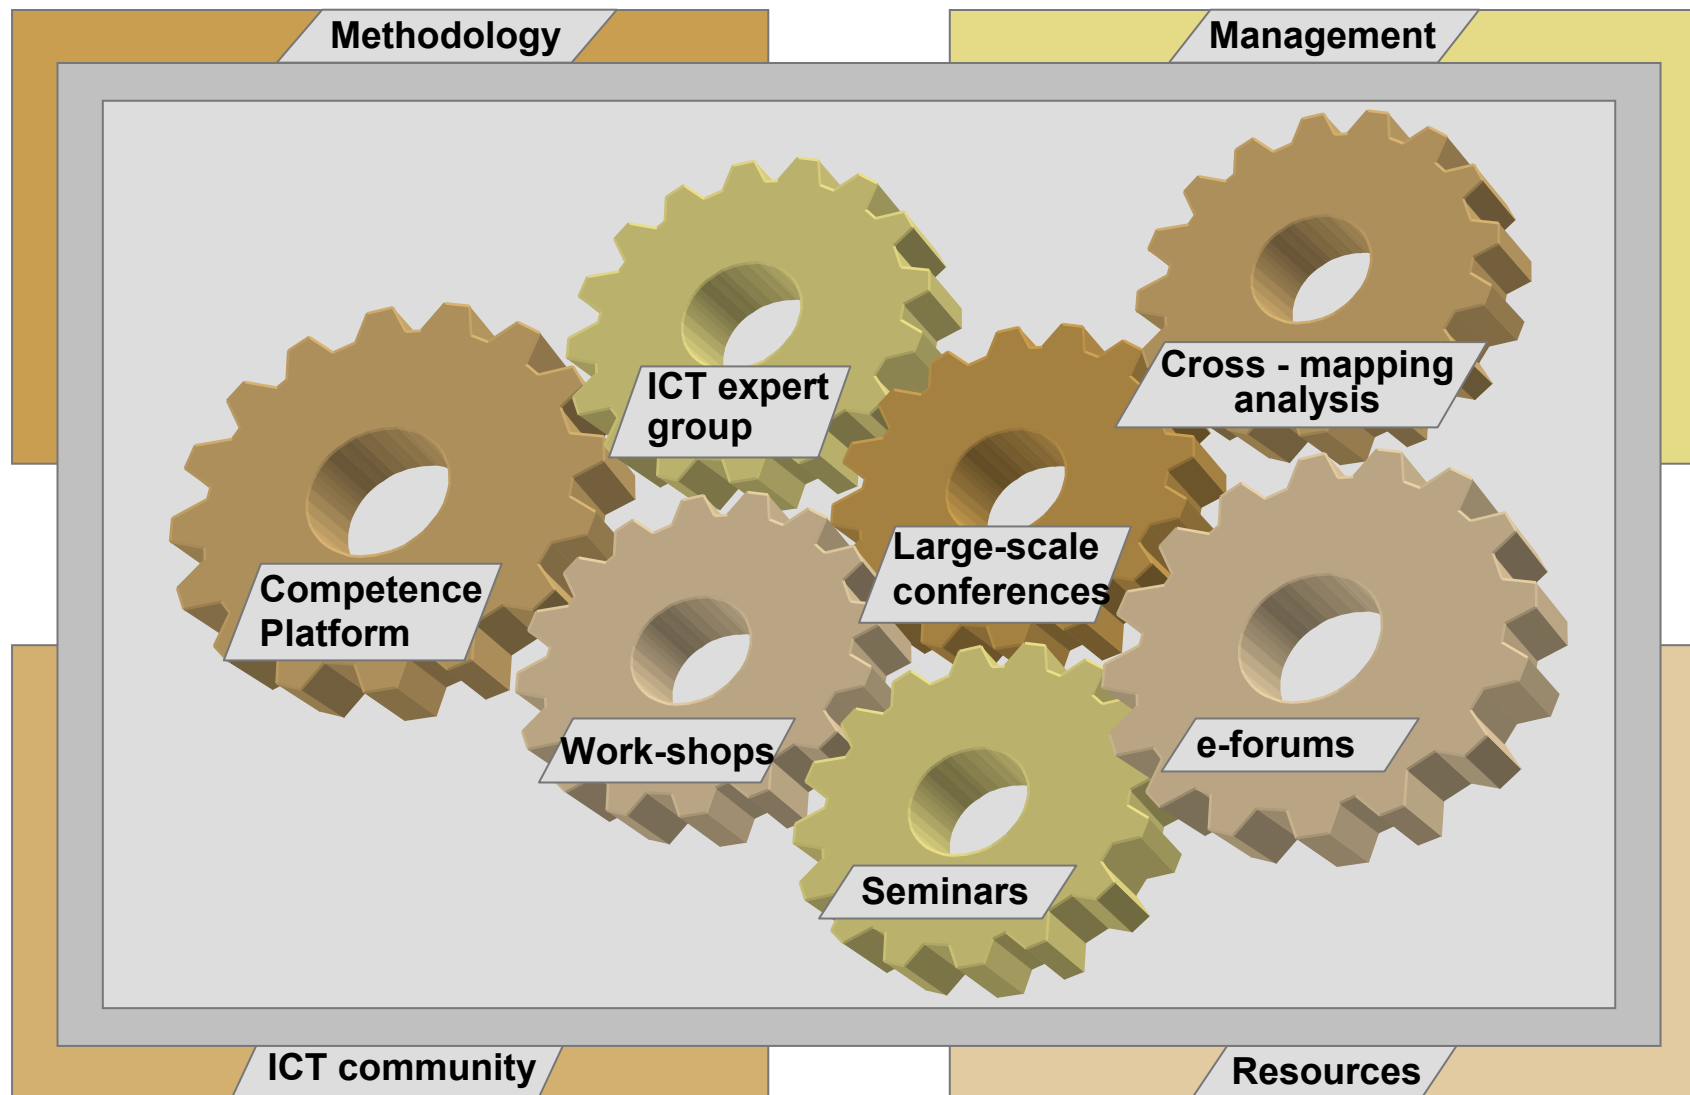 Methodology
Management
Cross - mapping
analysis
ICT expert
group
Large-scale
conferences
Competence
Platform
Work-shops
e-forums
Seminars
ICT community
Resources